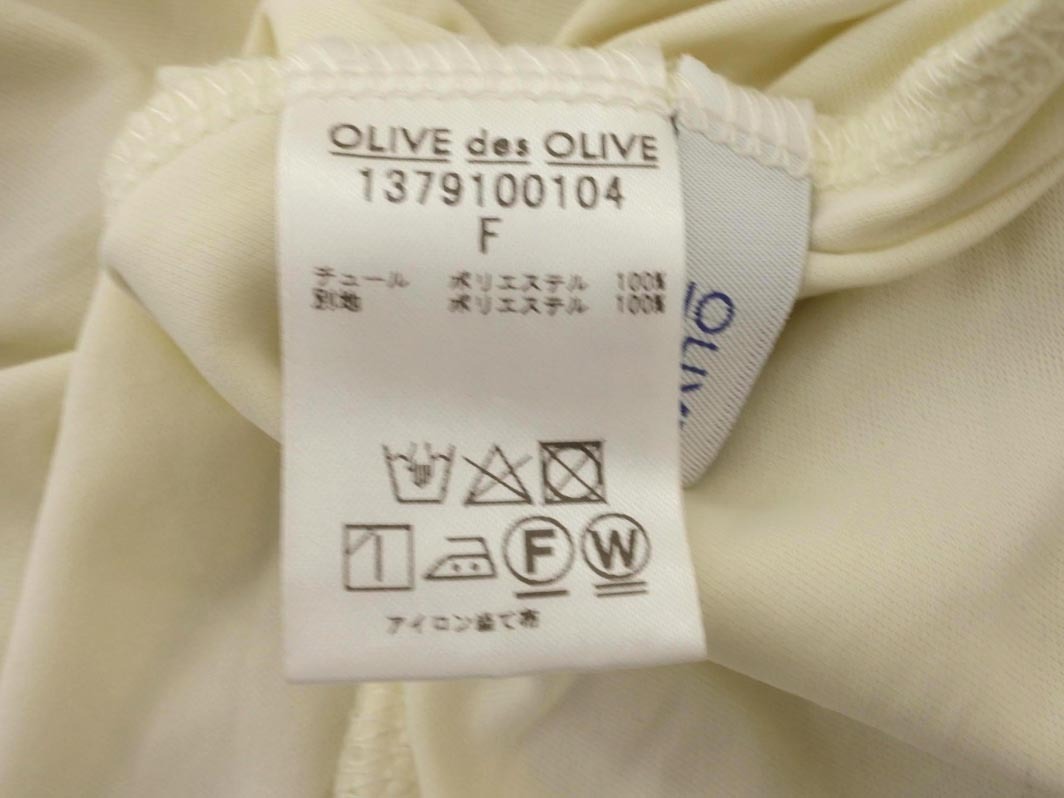 OLIVE des OLIVE
1379100104
F
チュール ポリエステル 100%
別地 ポリエステル 100%
F W
アイロン当て布
OLIV